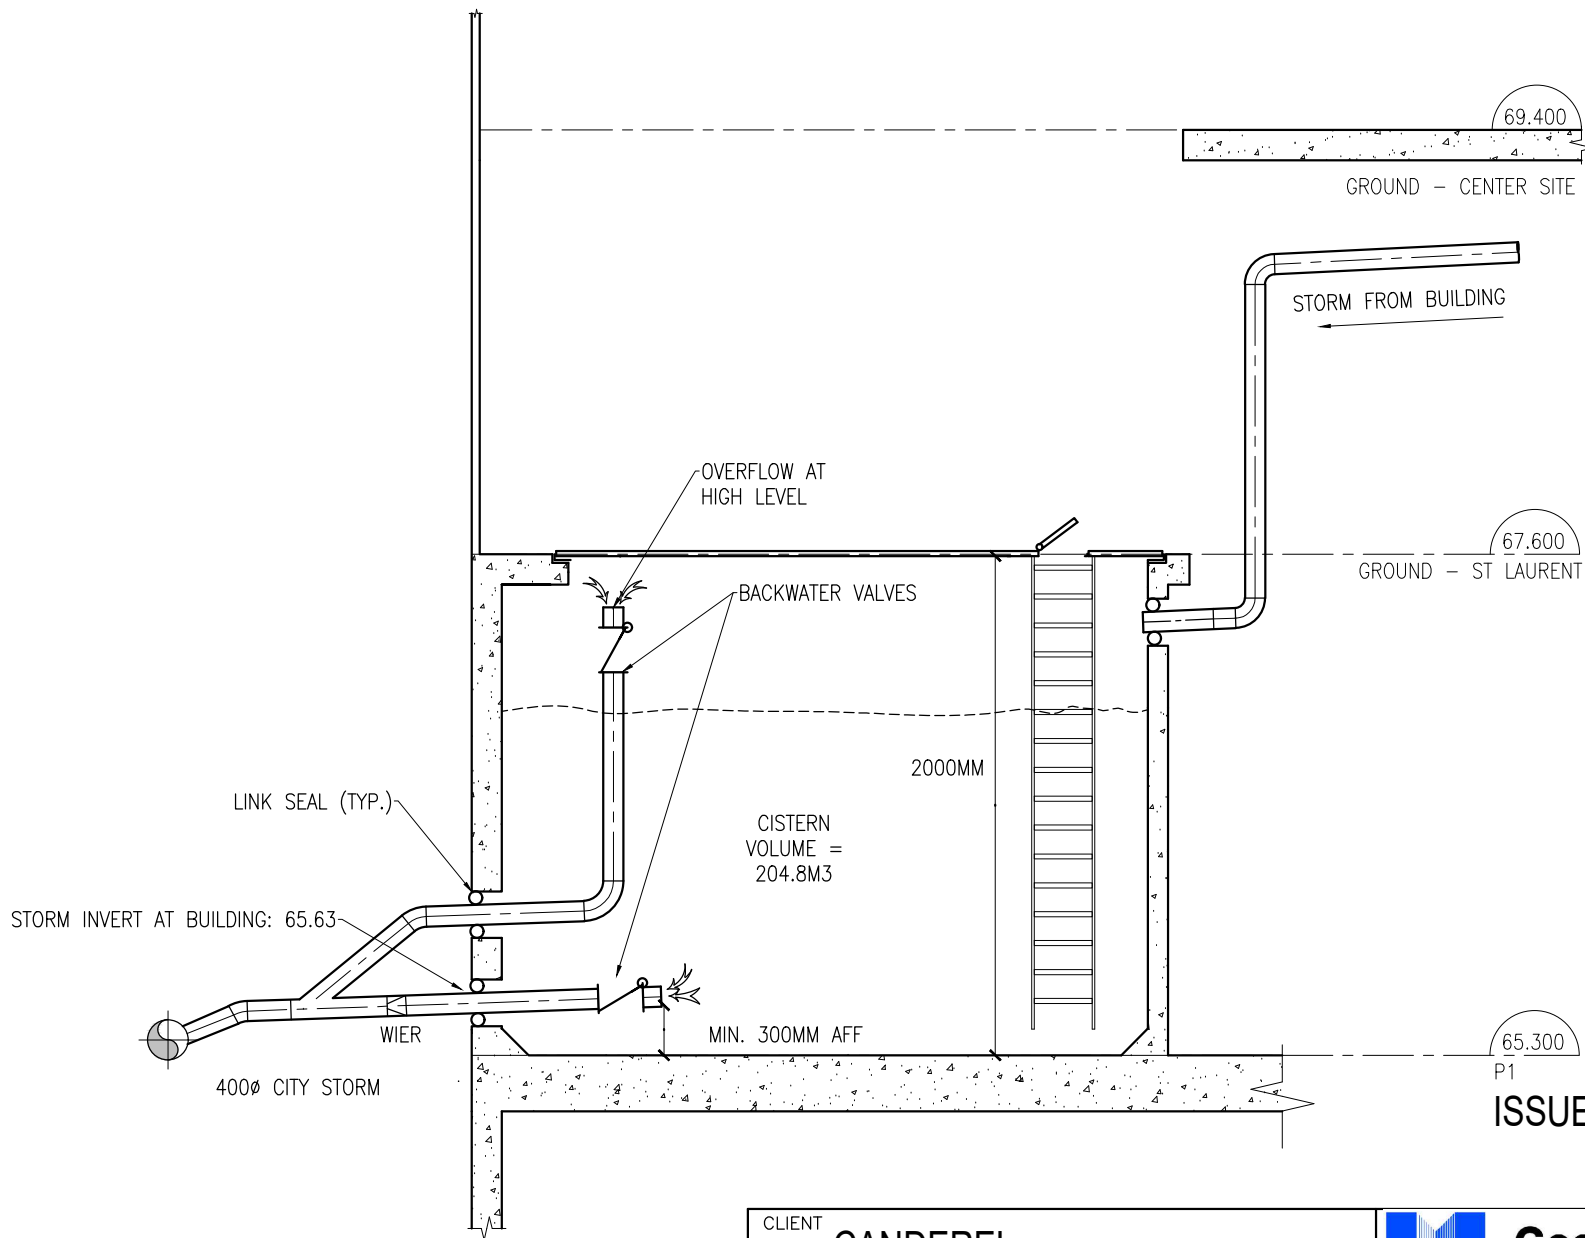 69.400
GROUND - CENTER SITE
STORM FROM BUILDING
OVERFLOW AT
HIGH LEVEL
67.600
GROUND - ST LAURENT
BACKWATER VALVES
2000MM
LINK SEAL (TYP.)
CISTERN
VOLUME =
204.8M3
STORM INVERT AT BUILDING: 65.63
WIER
MIN. 300MM AFF
65.300
P1
400ø CITY STORM
ISSUE
CLIENT